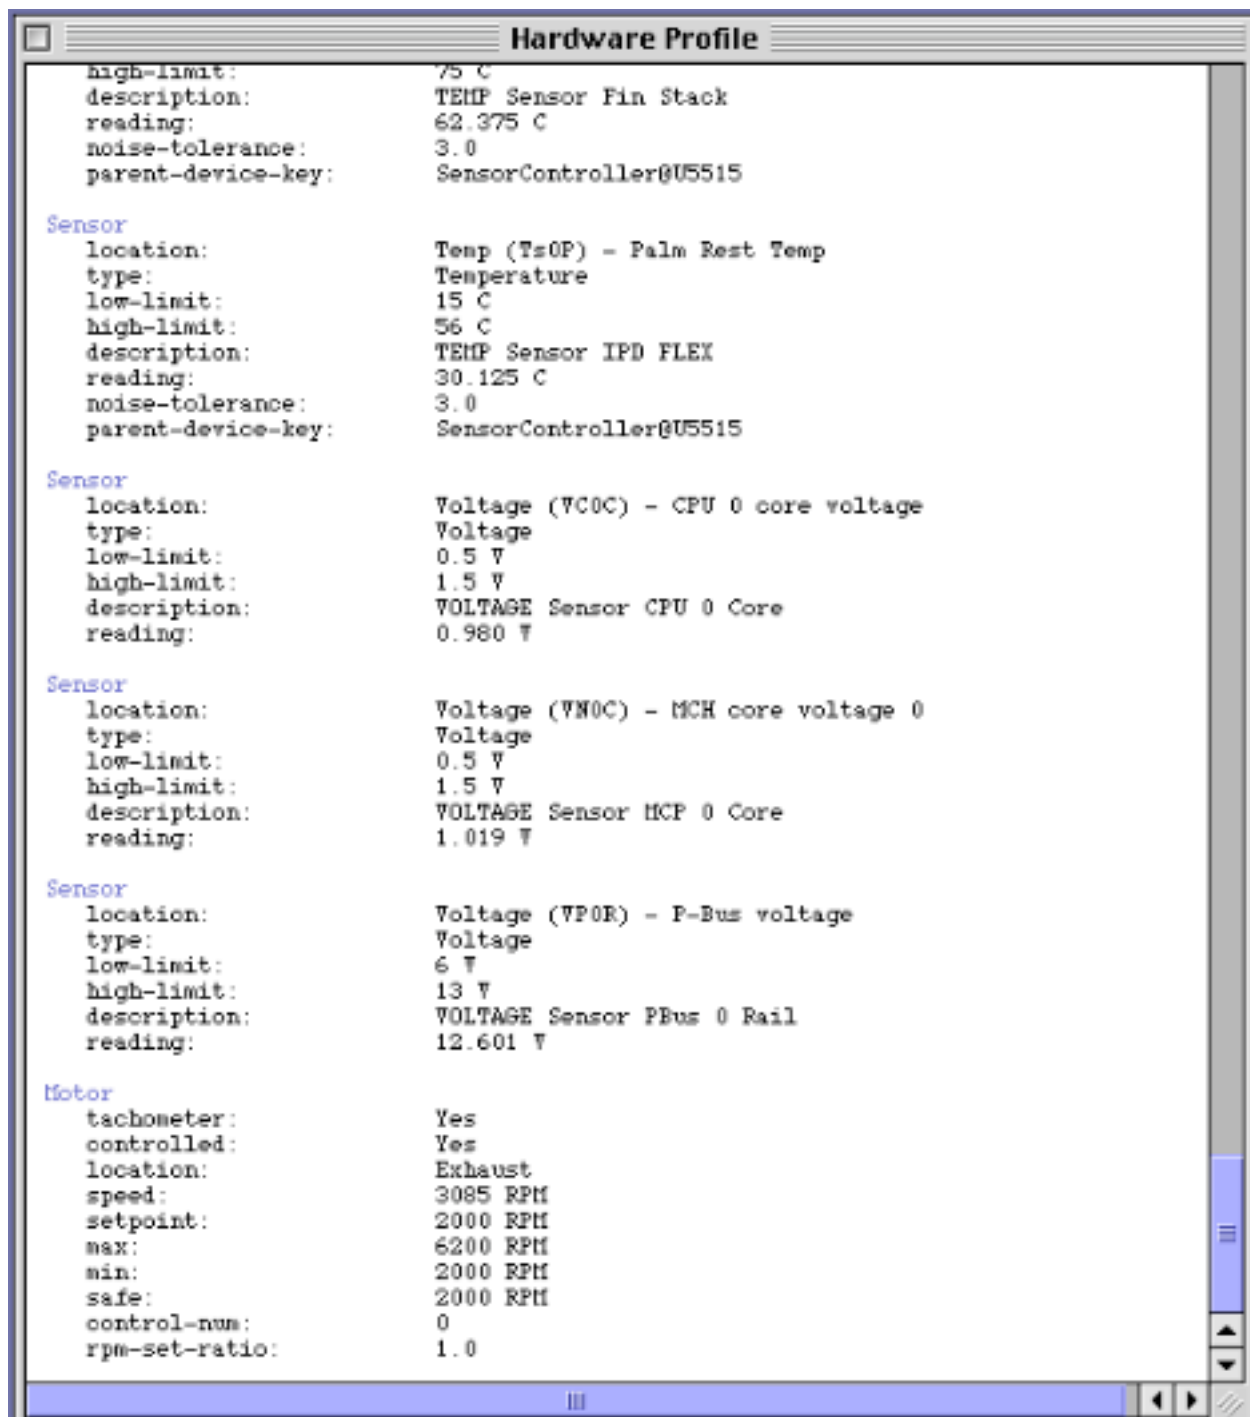 Hardware Profile
high-limit: 75 C
description: TEMP Sensor Fin Stack
reading: 62.375 C
noise-tolerance: 3.0
parent-device-key: SensorController@U5515
Sensor
location: Temp (Ts0P) - Palm Rest Temp
type: Temperature
low-limit: 15 C
high-limit: 56 C
description: TEMP Sensor IPD FLEX
reading: 30.125 C
noise-tolerance: 3.0
parent-device-key: SensorController@U5515
Sensor
location: Voltage (VC0C) - CPU 0 core voltage
type: Voltage
low-limit: 0.5 V
high-limit: 1.5 V
description: VOLTAGE Sensor CPU 0 Core
reading: 0.980 V
Sensor
location: Voltage (VN0C) - MCH core voltage 0
type: Voltage
low-limit: 0.5 V
high-limit: 1.5 V
description: VOLTAGE Sensor MCP 0 Core
reading: 1.019 V
Sensor
location: Voltage (VP0R) - P-Bus voltage
type: Voltage
low-limit: 6 V
high-limit: 13 V
description: VOLTAGE Sensor PBus 0 Rail
reading: 12.601 V
Motor
tachometer: Yes
controlled: Yes
location: Exhaust
speed: 3085 RPM
setpoint: 2000 RPM
max: 6200 RPM
min: 2000 RPM
safe: 2000 RPM
control-num: 0
rpm-set-ratio: 1.0